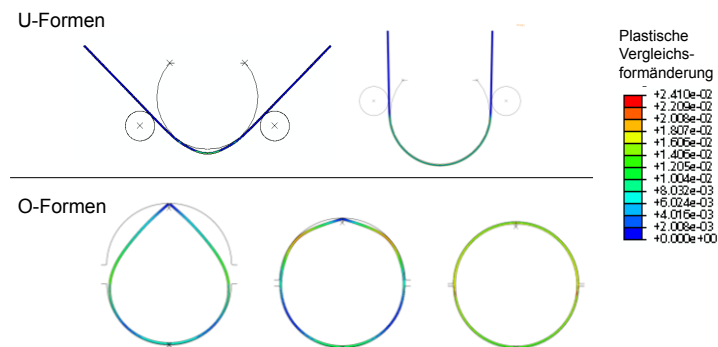 U-Formen
O-Formen
Plastische
Vergleichs-
formänderung
+2.410e-02
+2.209e-02
+2.008e-02
+1.807e-02
+1.606e-02
+1.406e-02
+1.205e-02
+1.004e-02
+8.032e-03
+6.024e-03
+4.016e-03
+2.008e-03
+0.000e+00